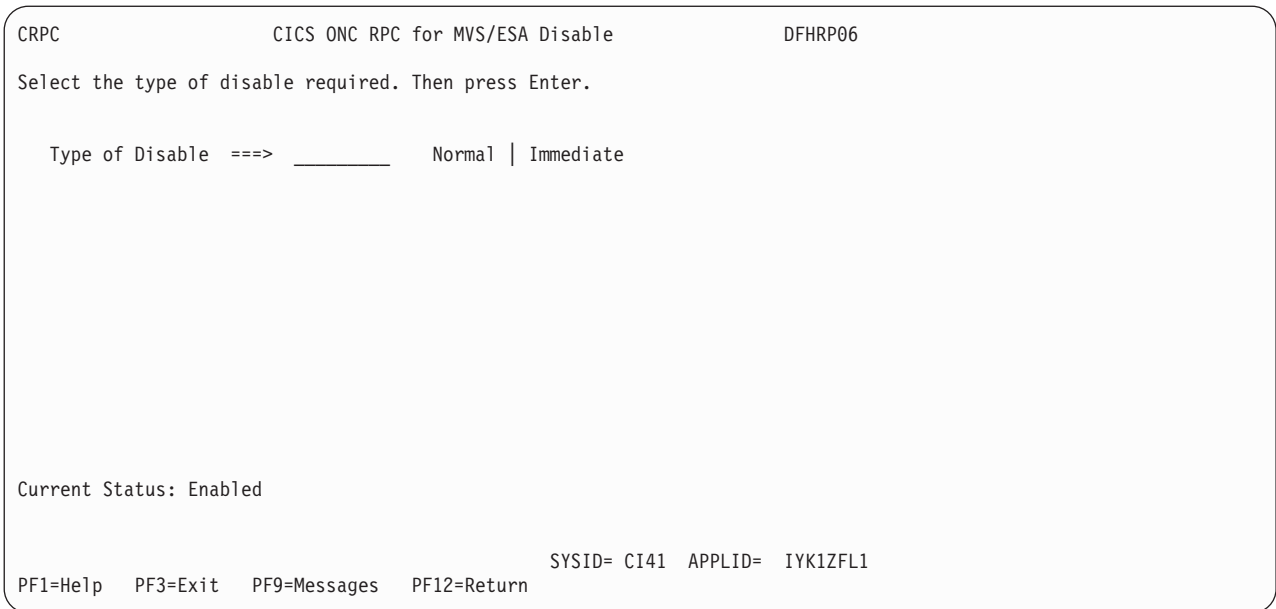 CRPC CICS ONC RPC for MVS/ESA Disable DFHRP06
Select the type of disable required. Then press Enter.
Type of Disable ===> _________ Normal | Immediate
Current Status: Enabled
SYSID= CI41 APPLID= IYK1ZFL1
PF1=Help PF3=Exit PF9=Messages PF12=Return